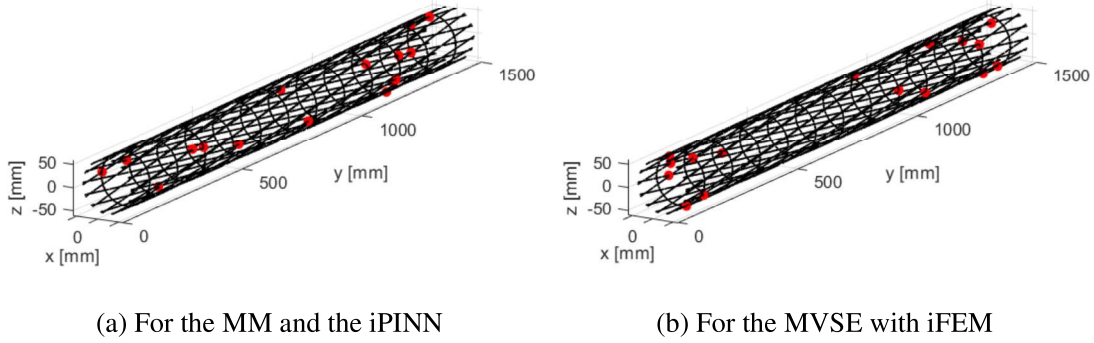 1500
1000
500
0
y [mm]
50
0
-50
z [mm]
0
x [mm]
(a) For the MM and the iPINN
1500
1000
500
0
y [mm]
50
0
-50
z [mm]
0
x [mm]
(b) For the MVSE with iFEM